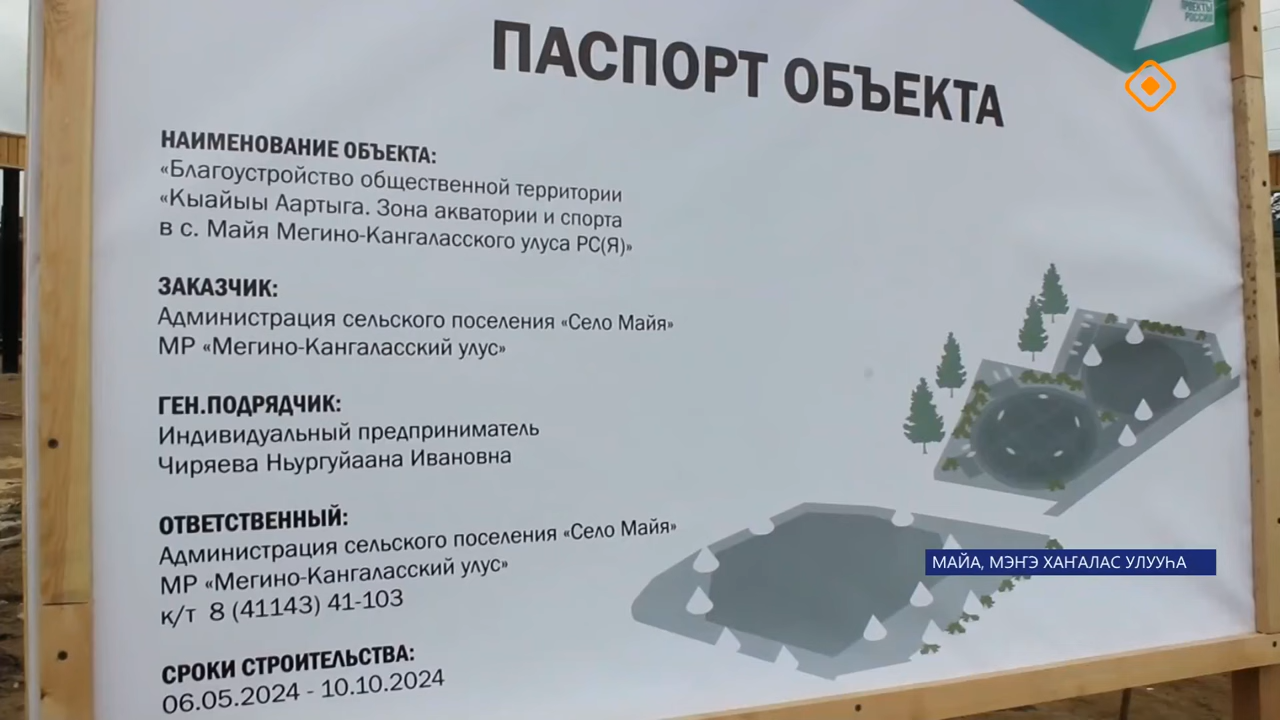 ПРОЕКТЫ
РОССИИ
ПАСПОРТ ОБЪЕКТА
НАИМЕНОВАНИЕ ОБЪЕКТА:
«Благоустройство общественной территории
«Кыайыы Аартыга. Зона акватории и спорта
в с. Майя Мегино-Кангаласского улуса РС(Я)»
ЗАКАЗЧИК:
Администрация сельского поселения «Село Майя»
МР «Мегино-Кангаласский улус»
ГЕН.ПОДРЯДЧИК:
Индивидуальный предприниматель
Чиряева Ньургуйаана Ивановна
ОТВЕТСТВЕННЫЙ:
Администрация сельского поселения «Село Майя»
МР «Мегино-Кангаласский улус»
к/т 8 (41143) 41-103
СРОКИ СТРОИТЕЛЬСТВА:
06.05.2024 - 10.10.2024
МАЙА, МЭҤЭ ХАҤАЛАС УЛУУҺА